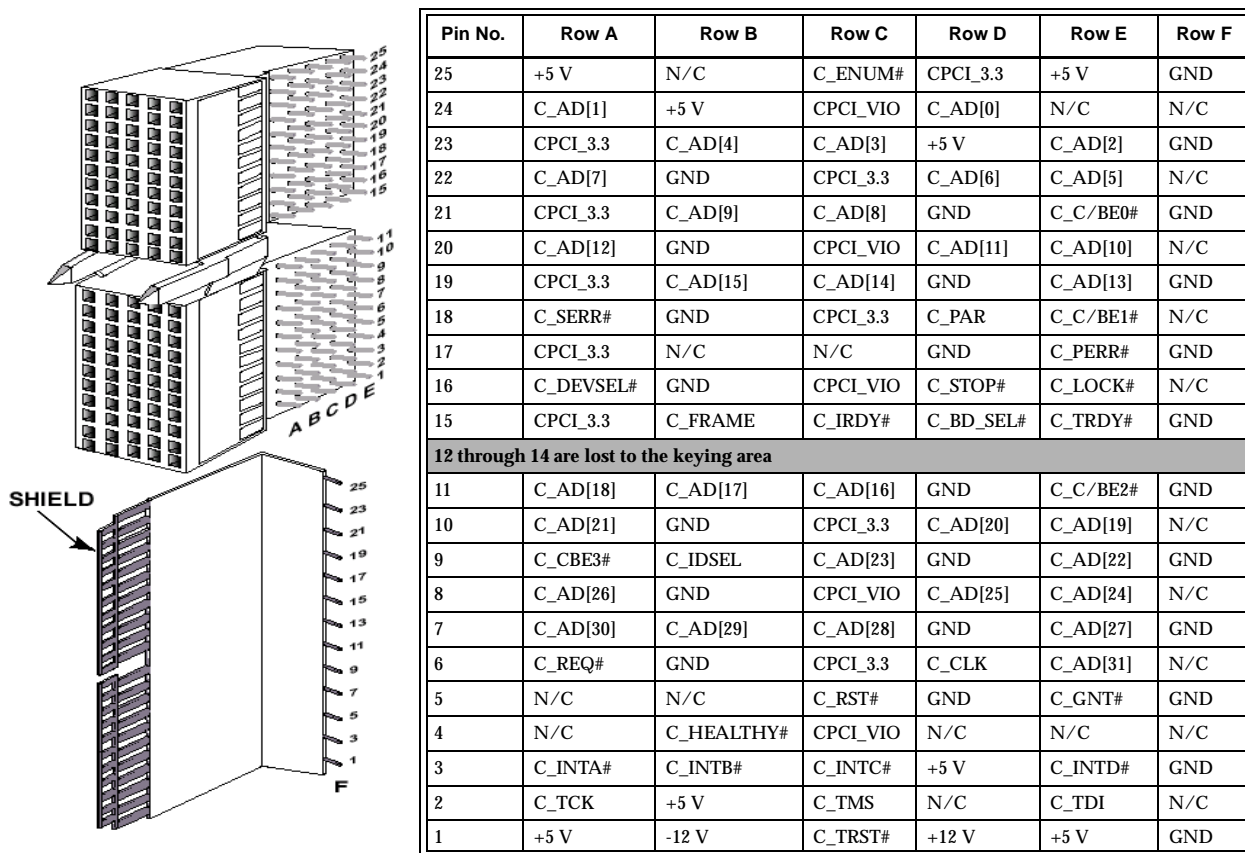 25
24
23
22
21
20
19
18
17
16
15
11
10
9
8
7
6
5
4
3
2
1
A B C D E
SHIELD
25
23
21
19
17
15
13
11
9
7
5
3
1
F
Pin No. Row A Row B Row C Row D Row E Row F
25 +5 V N/C C_ENUM# CPCI_3.3 +5 V GND
24 C_AD[1] +5 V CPCI_VIO C_AD[0] N/C N/C
23 CPCI_3.3 C_AD[4] C_AD[3] +5 V C_AD[2] GND
22 C_AD[7] GND CPCI_3.3 C_AD[6] C_AD[5] N/C
21 CPCI_3.3 C_AD[9] C_AD[8] GND C_C/BE0# GND
20 C_AD[12] GND CPCI_VIO C_AD[11] C_AD[10] N/C
19 CPCI_3.3 C_AD[15] C_AD[14] GND C_AD[13] GND
18 C_SERR# GND CPCI_3.3 C_PAR C_C/BE1# N/C
17 CPCI_3.3 N/C N/C GND C_PERR# GND
16 C_DEVSEL# GND CPCI_VIO C_STOP# C_LOCK# N/C
15 CPCI_3.3 C_FRAME C_IRDY# C_BD_SEL# C_TRDY# GND
12 through 14 are lost to the keying area
11 C_AD[18] C_AD[17] C_AD[16] GND C_C/BE2# GND
10 C_AD[21] GND CPCI_3.3 C_AD[20] C_AD[19] N/C
9 C_CBE3# C_IDSEL C_AD[23] GND C_AD[22] GND
8 C_AD[26] GND CPCI_VIO C_AD[25] C_AD[24] N/C
7 C_AD[30] C_AD[29] C_AD[28] GND C_AD[27] GND
6 C_REQ# GND CPCI_3.3 C_CLK C_AD[31] N/C
5 N/C N/C C_RST# GND C_GNT# GND
4 N/C C_HEALTHY# CPCI_VIO N/C N/C N/C
3 C_INTA# C_INTB# C_INTC# +5 V C_INTD# GND
2 C_TCK +5 V C_TMS N/C C_TDI N/C
1 +5 V -12 V C_TRST# +12 V +5 V GND